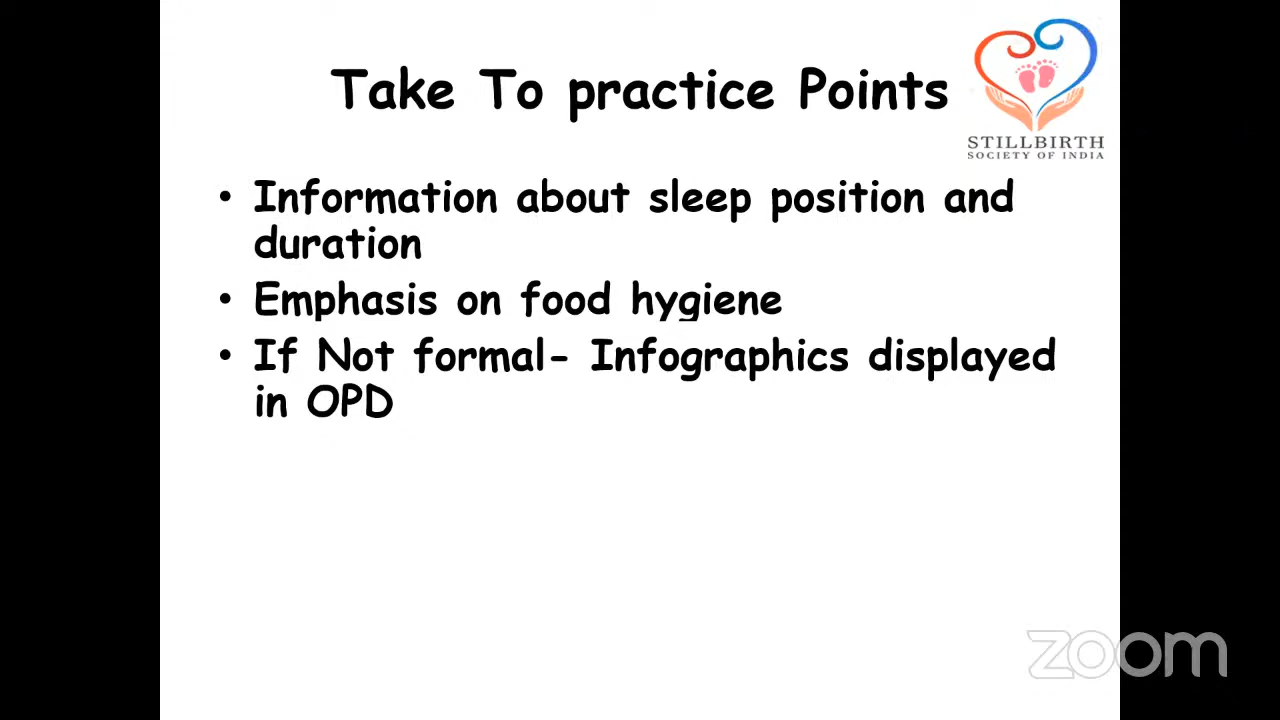 Take To practice Points
STILLBIRTH
SOCIETY OF INDIA
• Information about sleep position and
duration
• Emphasis on food hygiene
• If Not formal- Infographics displayed
in OPD
zoom